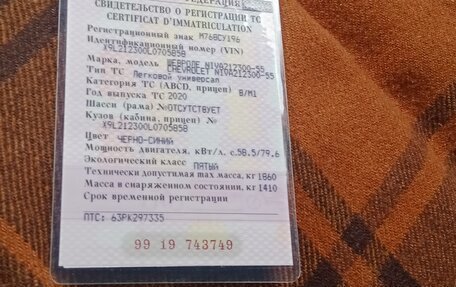 ФЕДЕРАЦИЯ
СВИДЕТЕЛЬСТВО О РЕГИСТРАЦИИ ТС
CERTIFICAT D'IMMATRICULATION
Регистрационный знак М768СУ196
Идентификационный номер (VIN)
X9L212300L0705858
Марка, модель ШЕВРОЛЕ NIVA212300-55
CHEVROLET NIVA212300-55
Тип ТС Легковой универсал
Категория ТС (ABCD, прицеп) B/M1
Год выпуска ТС 2020
Шасси (рама) №ОТСУТСТВУЕТ
Кузов (кабина, прицеп) №
X9L212300L0705858
Цвет ЧЕРНО-СИНИЙ
Мощность двигателя, кВт/л. с.58.5/79.6
Экологический класс ПЯТЫЙ
Технически допустимая max масса, кг 1860
Масса в снаряженном состоянии, кг 1410
Срок временной регистрации
ПТС: 63РК297335
99 19 743749